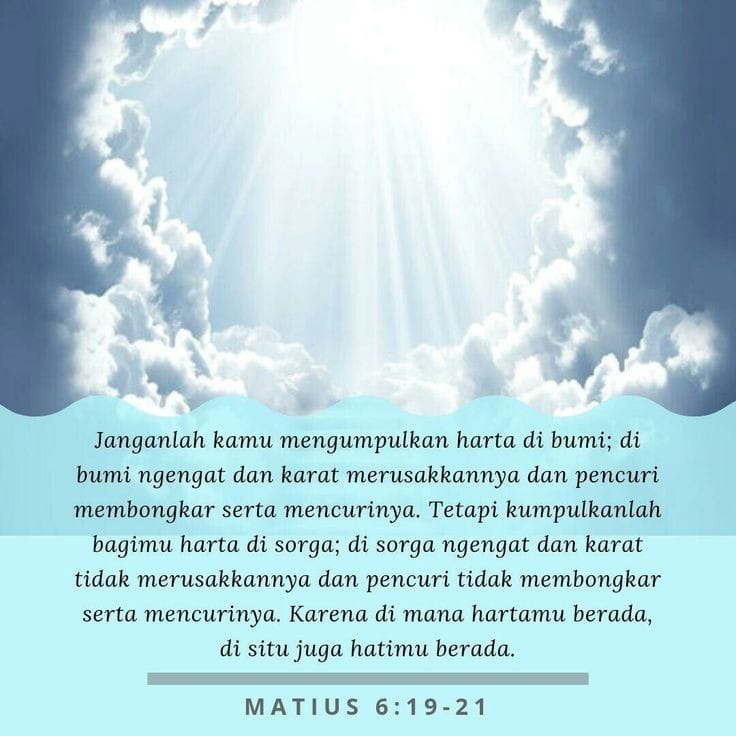 Janganlah kamu mengumpulkan harta di bumi; di
bumi ngengat dan karat merusakkannya dan pencuri
membongkar serta mencurinya. Tetapi kumpulkanlah
bagimu harta di sorga; di sorga ngengat dan karat
tidak merusakkannya dan pencuri tidak membongkar
serta mencurinya. Karena di mana hartamu berada,
di situ juga hatimu berada.
MATIUS 6:19-21